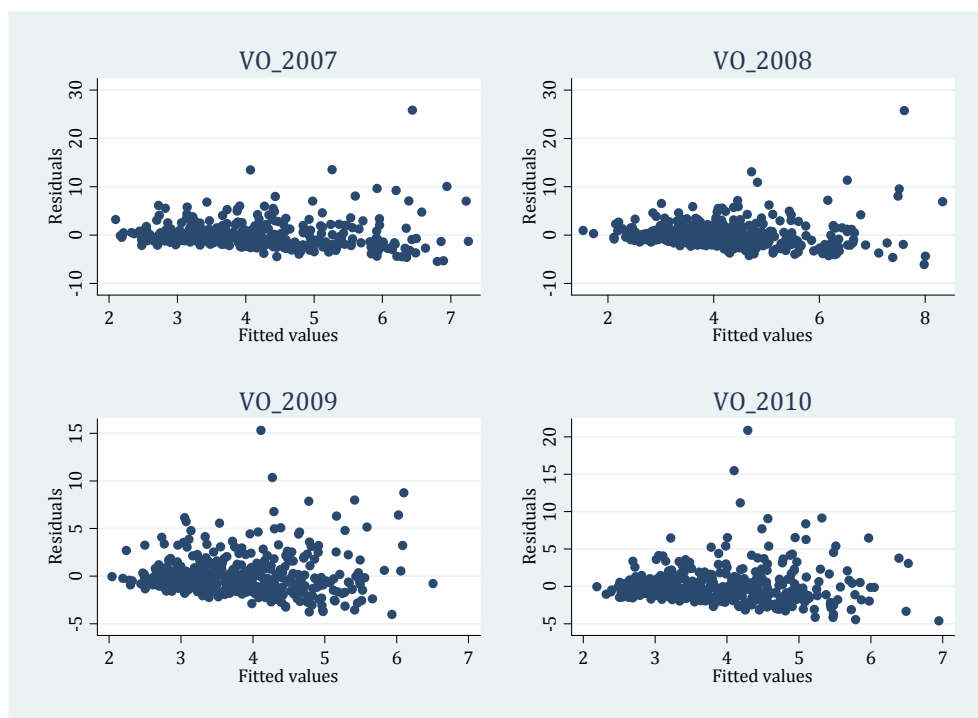 VO_2007
30
20
10
0
-10
Residuals
2 3 4 5 6 7
Fitted values
VO_2008
30
20
10
0
-10
Residuals
2 4 6 8
Fitted values
VO_2009
15
10
5
0
-5
Residuals
2 3 4 5 6 7
Fitted values
VO_2010
20
15
10
5
0
-5
Residuals
2 3 4 5 6 7
Fitted values